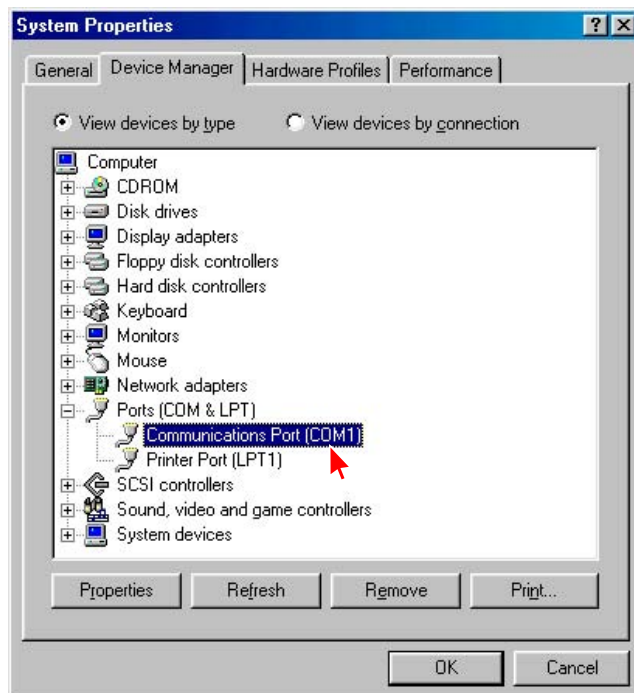 System Properties
General Device Manager Hardware Profiles Performance
View devices by type View devices by connection
Computer
CDROM
Disk drives
Display adapters
Floppy disk controllers
Hard disk controllers
Keyboard
Monitors
Mouse
Network adapters
Ports (COM & LPT)
Communications Port (COM1)
Printer Port (LPT1)
SCSI controllers
Sound, video and game controllers
System devices
Properties Refresh Remove Print...
OK Cancel